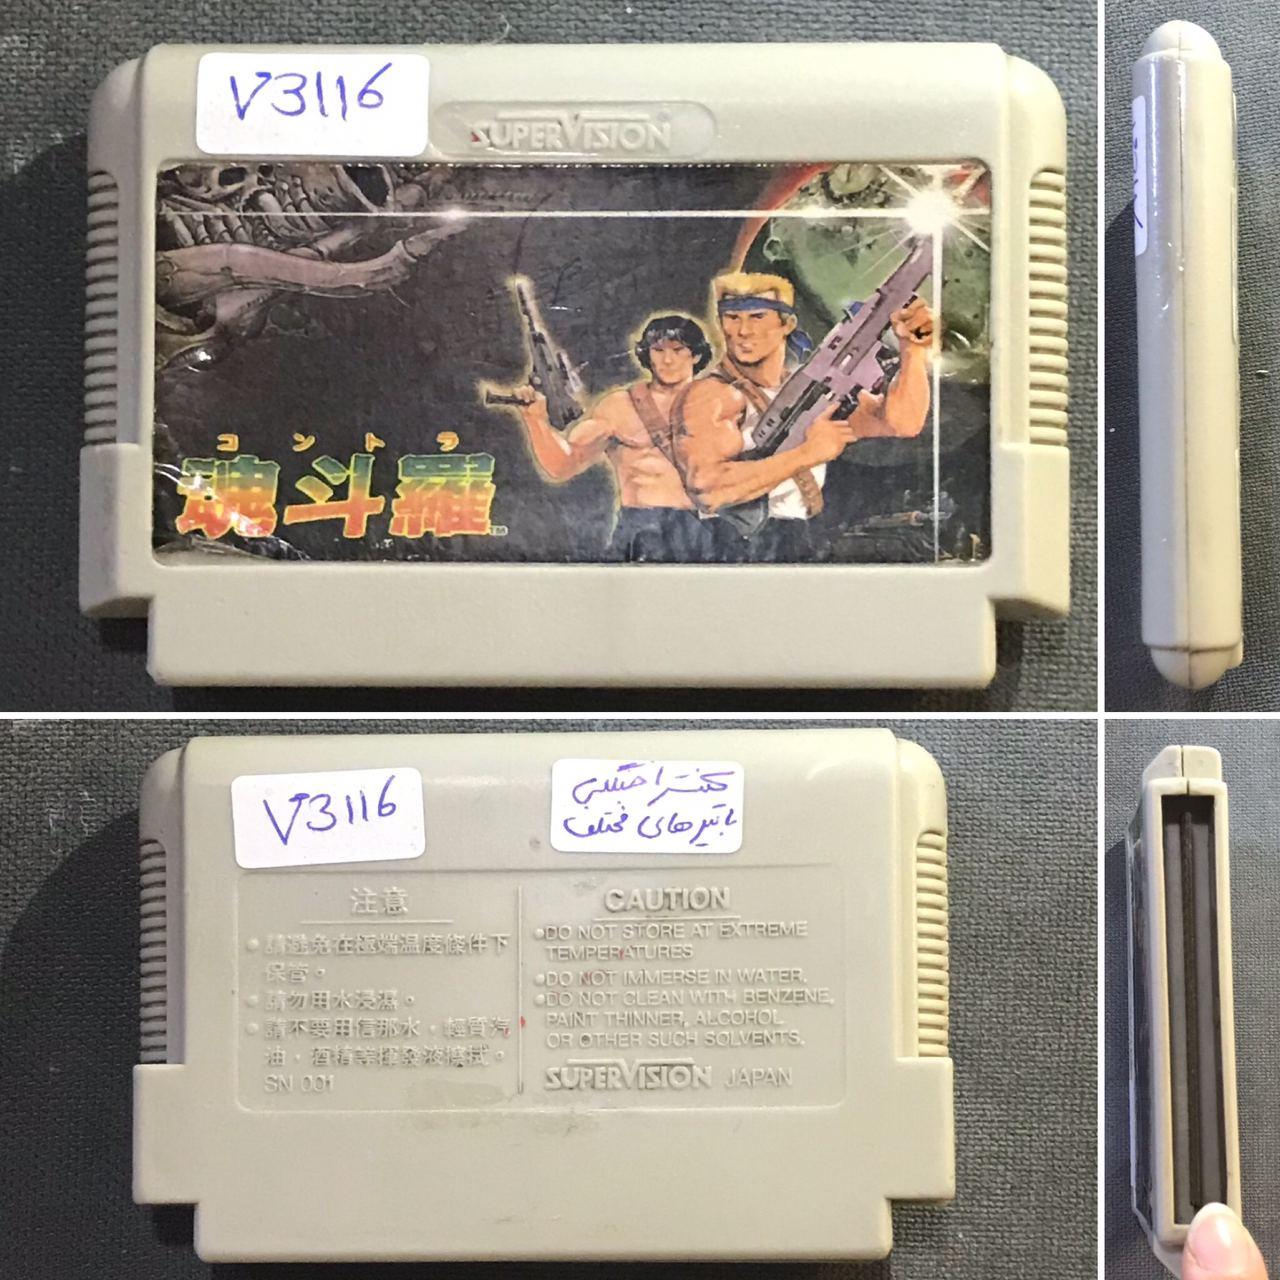 V3116
SUPERVISION
コントラ
魂斗羅™
V3116
کنترا اصلی
با تیرهای مختلف
注意
• 請避免在極端温度條件下
保管。
• 請勿用水浸濕。
• 請不要用信那水，輕質汽
油，酒精等揮發液擦拭。
SN 001
CAUTION
•DO NOT STORE AT EXTREME
TEMPERATURES
•DO NOT IMMERSE IN WATER.
•DO NOT CLEAN WITH BENZENE,
PAINT THINNER, ALCOHOL
OR OTHER SUCH SOLVENTS.
SUPERVISION JAPAN